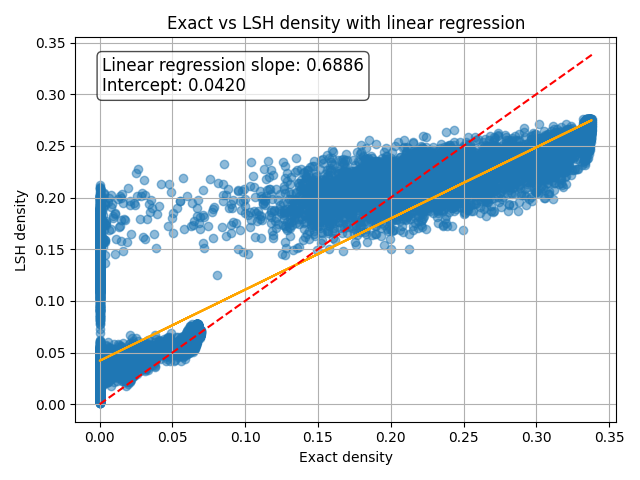 Exact vs LSH density with linear regression
Linear regression slope: 0.6886
Intercept: 0.0420
0.35
0.30
0.25
0.20
0.15
0.10
0.05
0.00
LSH density
0.00 0.05 0.10 0.15 0.20 0.25 0.30 0.35
Exact density